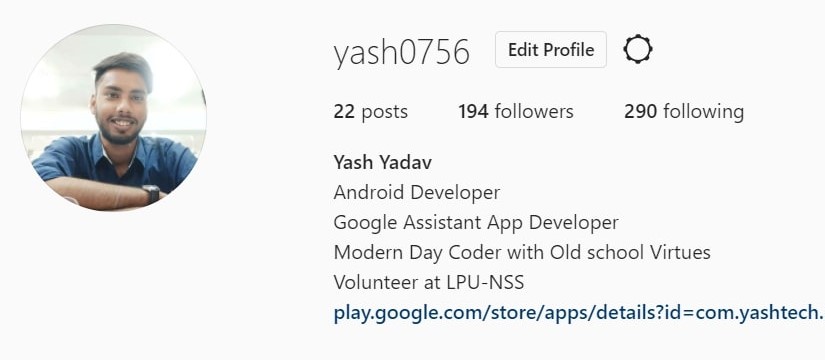 yash0756 Edit Profile
22 posts 194 followers 290 following
Yash Yadav
Android Developer
Google Assistant App Developer
Modern Day Coder with Old school Virtues
Volunteer at LPU-NSS
play.google.com/store/apps/details?id=com.yashtech.